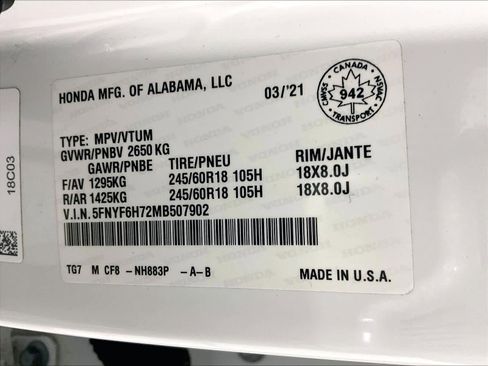 HONDA MFG. OF ALABAMA, LLC
03/'21
CANADA
942
CMVSS
NSVAC
TRANSPORT
TYPE: MPV/VTUM
GVWR/PNBV 2650 KG
GAWR/PNBE TIRE/PNEU RIM/JANTE
F/AV 1295KG 245/60R18 105H 18X8.0J
R/AR 1425KG 245/60R18 105H 18X8.0J
V.I.N. 5FNYF6H72MB507902
TG7 M CF8 -NH883P -A-B MADE IN U.S.A.
18C03